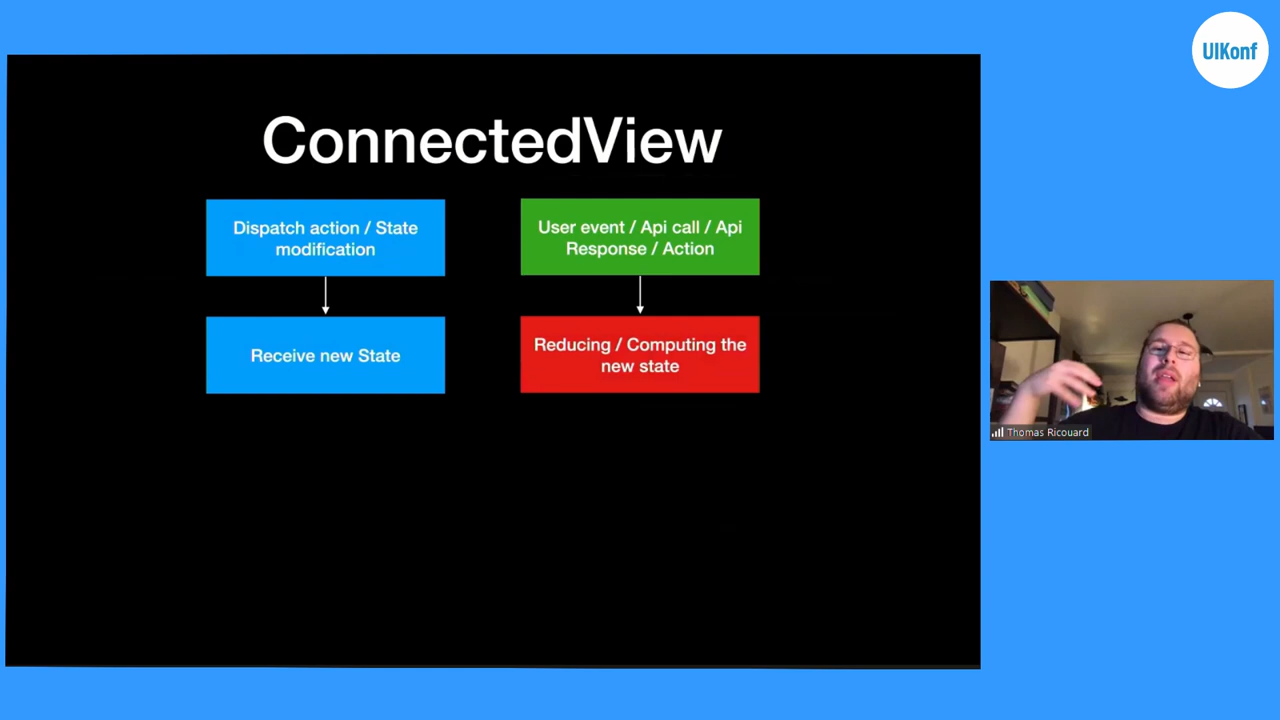 UIKonf
ConnectedView
Dispatch action / State
modification
User event / Api call / Api
Response / Action
Receive new State
Reducing / Computing the
new state
Thomas Ricouard